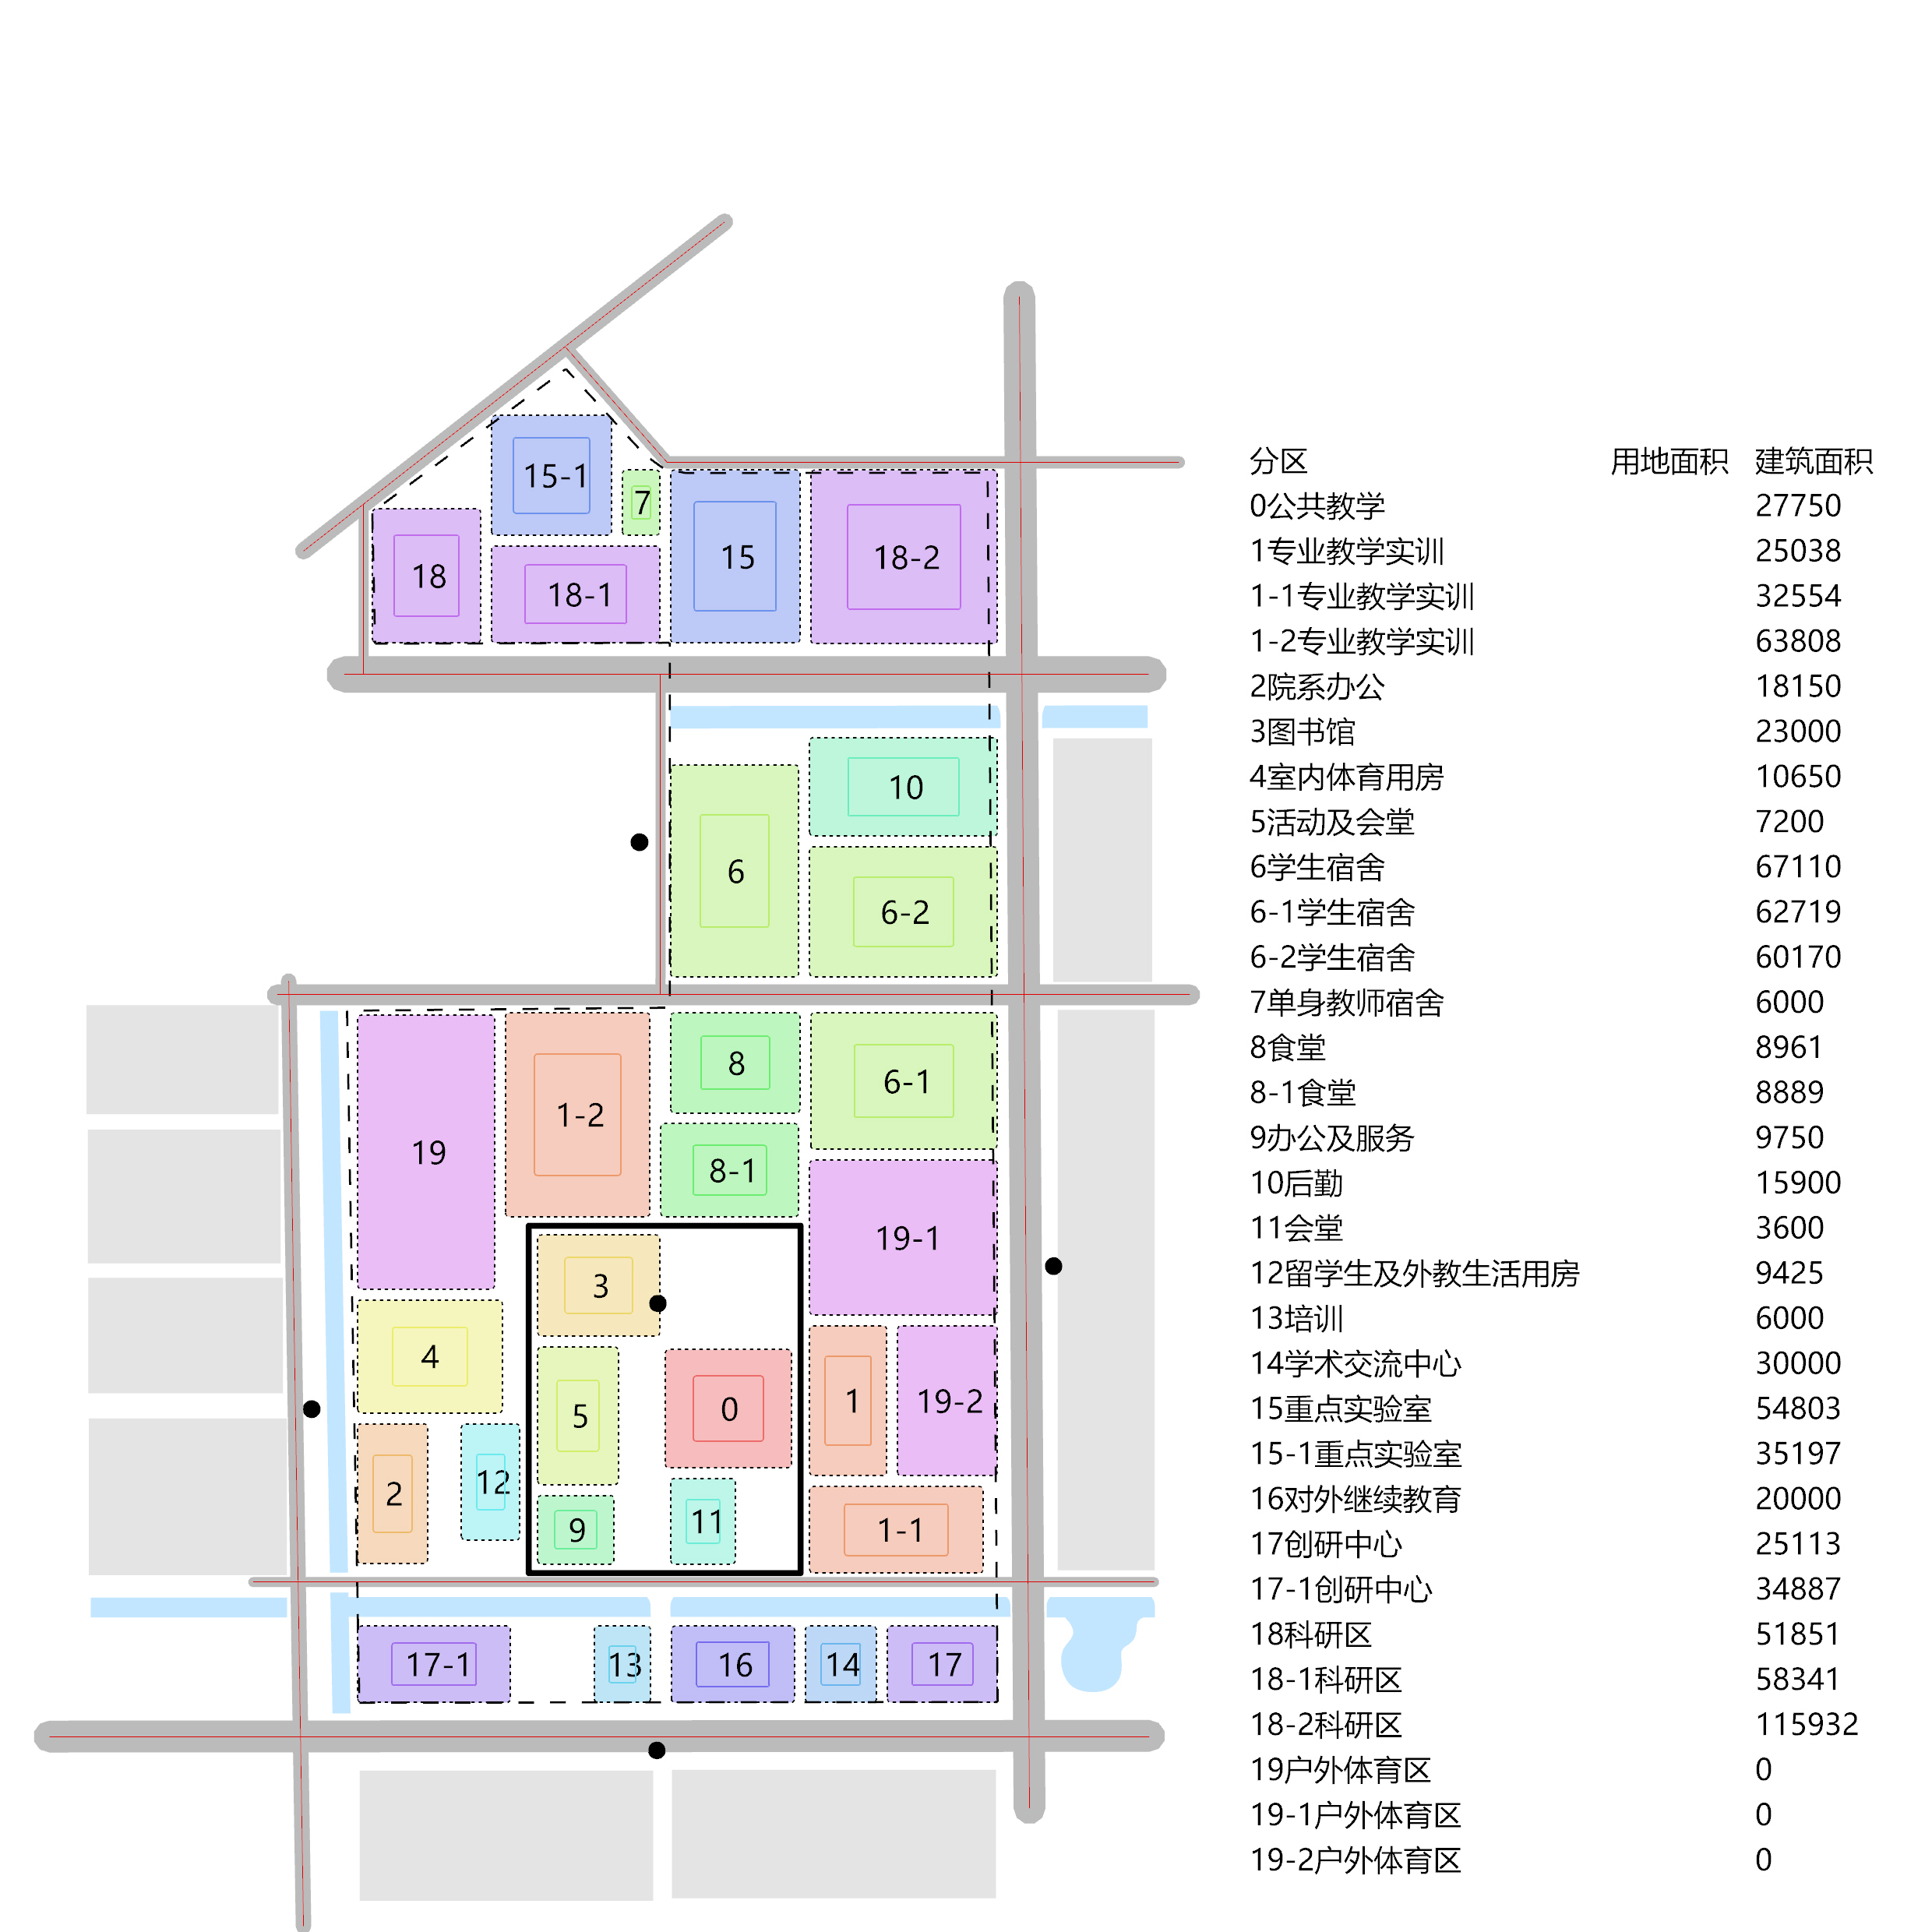 15-1
7
18
18-1
15
18-2
10
6
6-2
8
6-1
1-2
19
8-1
19-1
3
4
5
0
1
19-2
2
12
9
11
1-1
17-1
13
16
14
17
分区 用地面积 建筑面积
0公共教学 27750
1专业教学实训 25038
1-1专业教学实训 32554
1-2专业教学实训 63808
2院系办公 18150
3图书馆 23000
4室内体育用房 10650
5活动及会堂 7200
6学生宿舍 67110
6-1学生宿舍 62719
6-2学生宿舍 60170
7单身教师宿舍 6000
8食堂 8961
8-1食堂 8889
9办公及服务 9750
10后勤 15900
11会堂 3600
12留学生及外教生活用房 9425
13培训 6000
14学术交流中心 30000
15重点实验室 54803
15-1重点实验室 35197
16对外继续教育 20000
17创研中心 25113
17-1创研中心 34887
18科研区 51851
18-1科研区 58341
18-2科研区 115932
19户外体育区 0
19-1户外体育区 0
19-2户外体育区 0